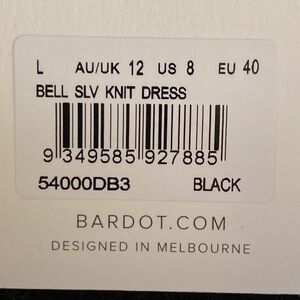 L AU/UK 12 US 8 EU 40
BELL SLV KNIT DRESS
9 349585 927885
54000DB3 BLACK
BARDOT.COM
DESIGNED IN MELBOURNE